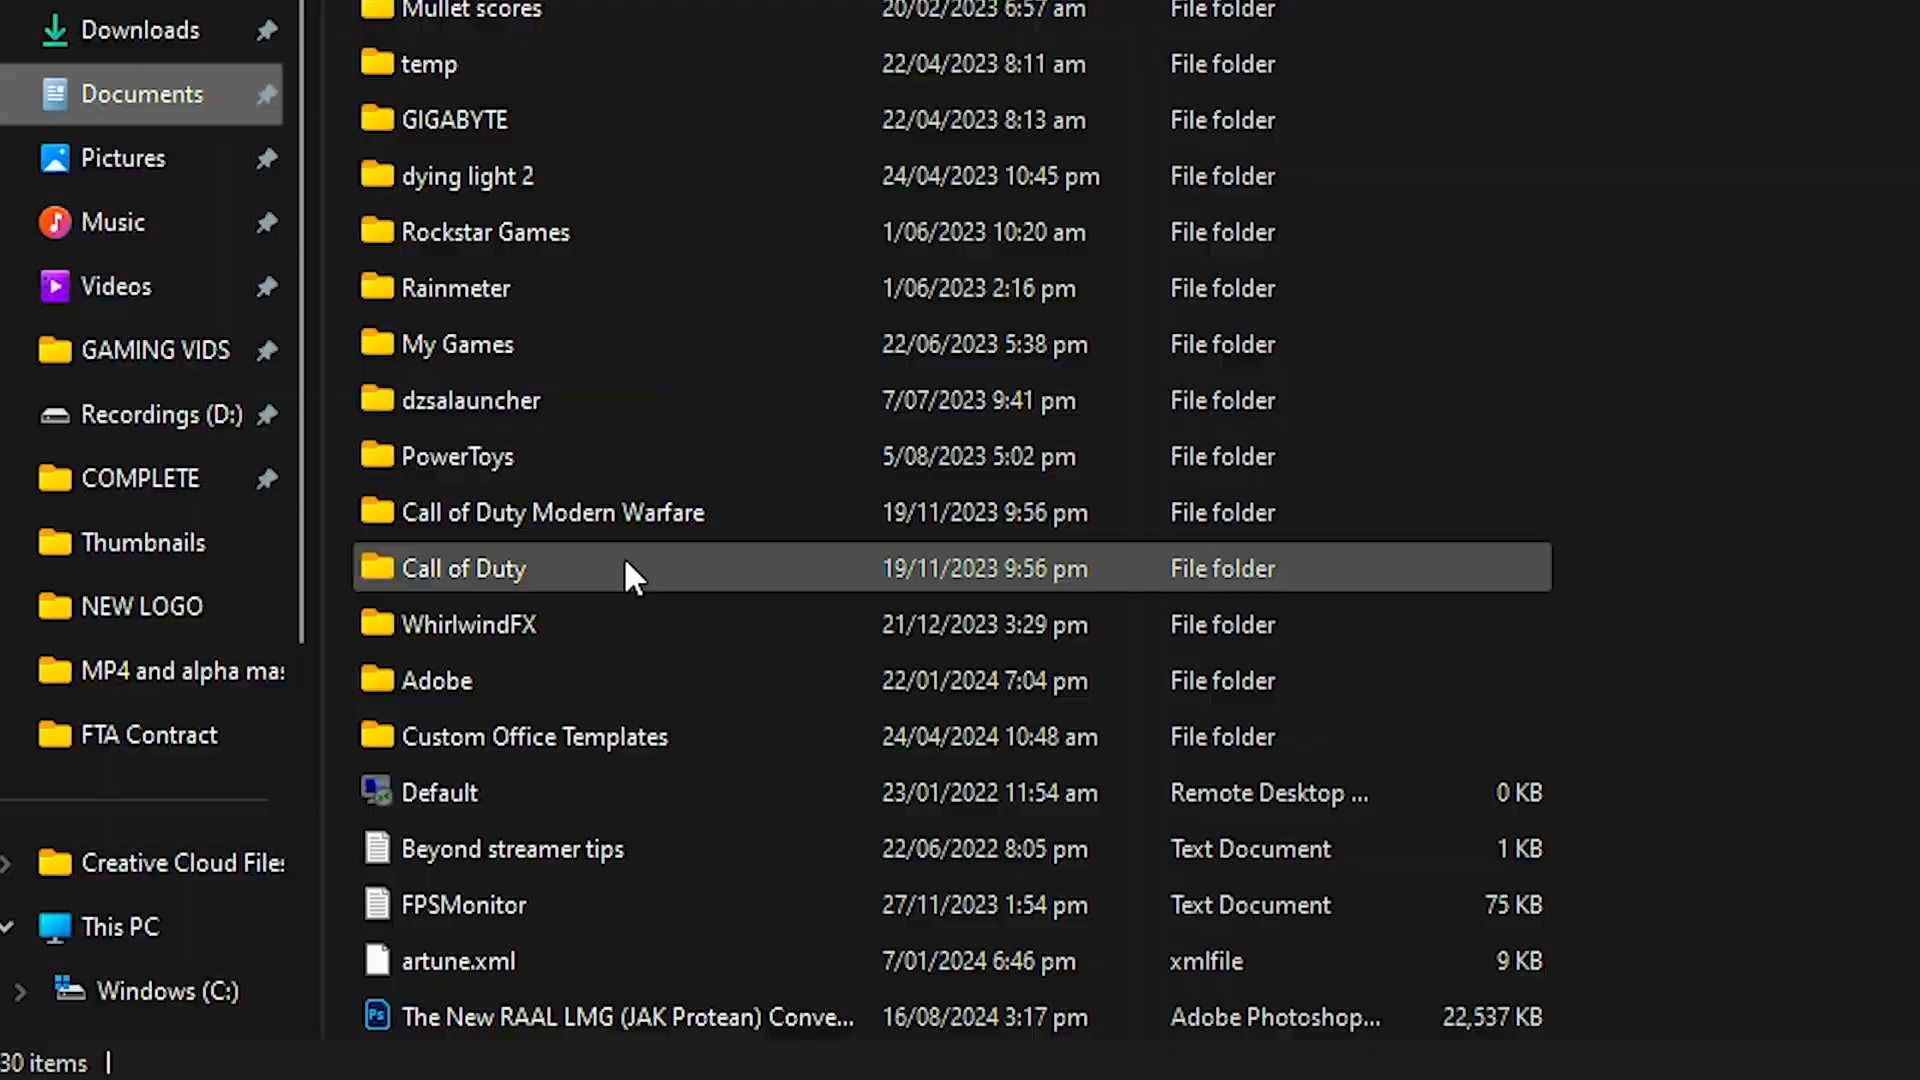 Downloads
Documents
Pictures
Music
Videos
GAMING VIDS
Recordings (D:)
COMPLETE
Thumbnails
NEW LOGO
MP4 and alpha mas
FTA Contract
Creative Cloud Files
This PC
Windows (C:)
Mullet scores 20/02/2023 6:57 am File folder
temp 22/04/2023 8:11 am File folder
GIGABYTE 22/04/2023 8:13 am File folder
dying light 2 24/04/2023 10:45 pm File folder
Rockstar Games 1/06/2023 10:20 am File folder
Rainmeter 1/06/2023 2:16 pm File folder
My Games 22/06/2023 5:38 pm File folder
dzsalauncher 7/07/2023 9:41 pm File folder
PowerToys 5/08/2023 5:02 pm File folder
Call of Duty Modern Warfare 19/11/2023 9:56 pm File folder
Call of Duty 19/11/2023 9:56 pm File folder
WhirlwindFX 21/12/2023 3:29 pm File folder
Adobe 22/01/2024 7:04 pm File folder
Custom Office Templates 24/04/2024 10:48 am File folder
Default 23/01/2022 11:54 am Remote Desktop ... 0 KB
Beyond streamer tips 22/06/2022 8:05 pm Text Document 1 KB
FPSMonitor 27/11/2023 1:54 pm Text Document 75 KB
artune.xml 7/01/2024 6:46 pm xmlfile 9 KB
Ps The New RAAL LMG (JAK Protean) Conve... 16/08/2024 3:17 pm Adobe Photoshop... 22,537 KB
30 items